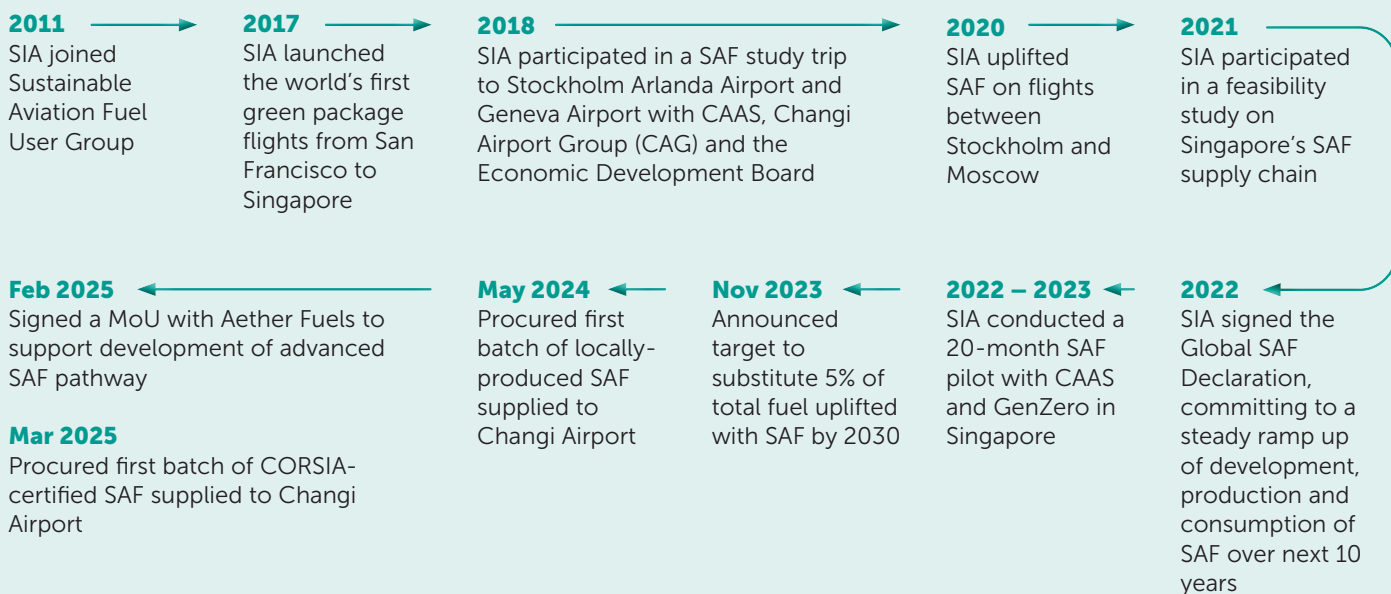 2011
SIA joined
Sustainable
Aviation Fuel
User Group
2017
SIA launched
the world’s first
green package
flights from San
Francisco to
Singapore
2018
SIA participated in a SAF study trip
to Stockholm Arlanda Airport and
Geneva Airport with CAAS, Changi
Airport Group (CAG) and the
Economic Development Board
2020
SIA uplifted
SAF on flights
between
Stockholm and
Moscow
2021
SIA participated
in a feasibility
study on
Singapore’s SAF
supply chain
2022
SIA signed the
Global SAF
Declaration,
committing to a
steady ramp up
of development,
production and
consumption of
SAF over next 10
years
2022 – 2023
SIA conducted a
20-month SAF
pilot with CAAS
and GenZero in
Singapore
Nov 2023
Announced
target to
substitute 5% of
total fuel uplifted
with SAF by 2030
May 2024
Procured first
batch of locally-
produced SAF
supplied to
Changi Airport
Feb 2025
Signed a MoU with Aether Fuels to
support development of advanced
SAF pathway
Mar 2025
Procured first batch of CORSIA-
certified SAF supplied to Changi
Airport